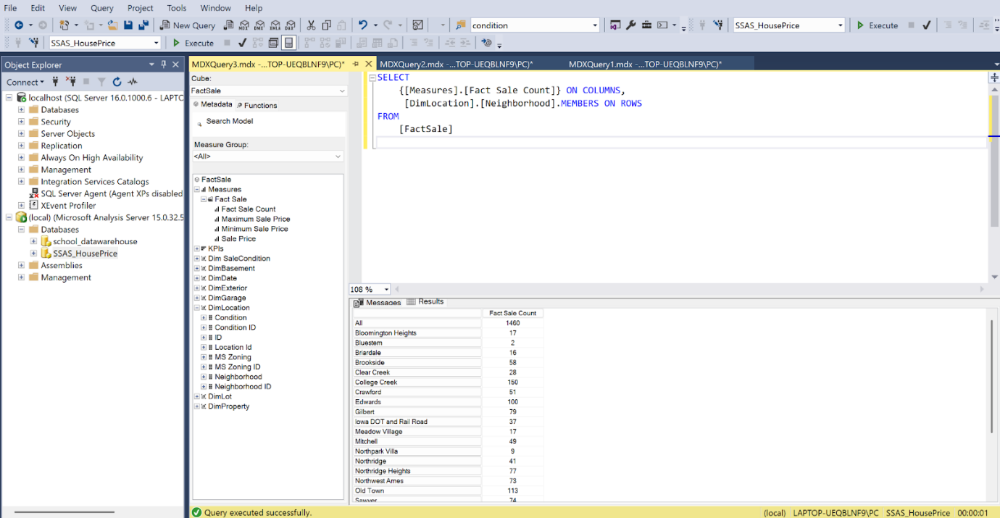 File Edit View Query Project Tools Window Help
New Query condition SSAS_HousePrice Execute
SSAS_HousePrice Execute
Object Explorer
Connect
localhost (SQL Server 16.0.1000.6 - LAPTC
Databases
Security
Server Objects
Replication
Always On High Availability
Management
Integration Services Catalogs
SQL Server Agent (Agent XPs disabled
XEvent Profiler
(local) (Microsoft Analysis Server 15.0.32.5
Databases
school_datawarehouse
SSAS_HousePrice
Assemblies
Management
MDXQuery3.mdx -...TOP-UEQBLNF9\PC)* MDXQuery2.mdx -...TOP-UEQBLNF9\PC)* MDXQuery1.mdx -...TOP-UEQBLNF9\PC)*
Cube:
FactSale
Metadata Functions
Search Model
Measure Group:
<All>
FactSale
Measures
Fact Sale
Fact Sale Count
Maximum Sale Price
Minimum Sale Price
Sale Price
KPIs
Dim SaleCondition
DimBasement
DimDate
DimExterior
DimGarage
DimLocation
Condition
Condition ID
ID
Location Id
MS Zoning
MS Zoning ID
Neighborhood
Neighborhood ID
DimLot
DimProperty
SELECT
{[Measures].[Fact Sale Count]} ON COLUMNS,
[DimLocation].[Neighborhood].MEMBERS ON ROWS
FROM
[FactSale]
108 %
Messages Results
Fact Sale Count
All 1460
Bloomington Heights 17
Bluestem 2
Briardale 16
Brookside 58
Clear Creek 28
College Creek 150
Crawford 51
Edwards 100
Gilbert 79
Iowa DOT and Rail Road 37
Meadow Village 17
Mitchell 49
Northpark Villa 9
Northridge 41
Northridge Heights 77
Northwest Ames 73
Old Town 113
Sawyer 74
Query executed successfully. (local) LAPTOP-UEQBLNF9\PC SSAS_HousePrice 00:00:01